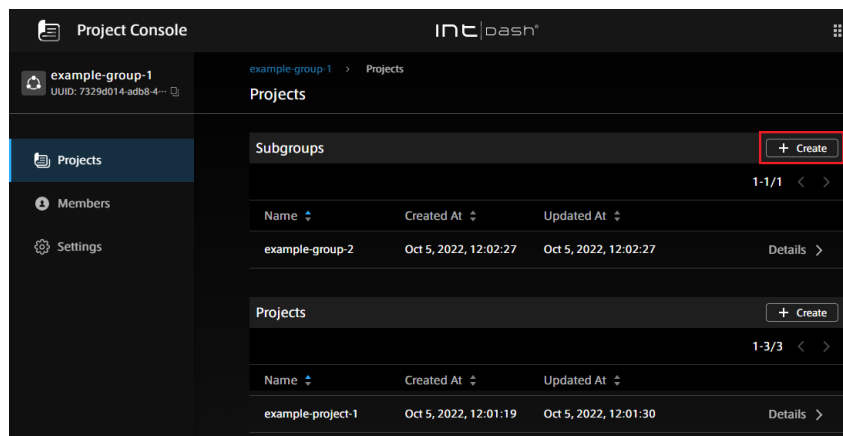 Project Console
intdash®
example-group-1
UUID: 7329d014-adb8-4···
example-group-1 > Projects
Projects
Projects
Members
Settings
Subgroups
+ Create
1-1/1 < >
Name Created At Updated At
example-group-2 Oct 5, 2022, 12:02:27 Oct 5, 2022, 12:02:27 Details >
Projects
+ Create
1-3/3 < >
Name Created At Updated At
example-project-1 Oct 5, 2022, 12:01:19 Oct 5, 2022, 12:01:30 Details >